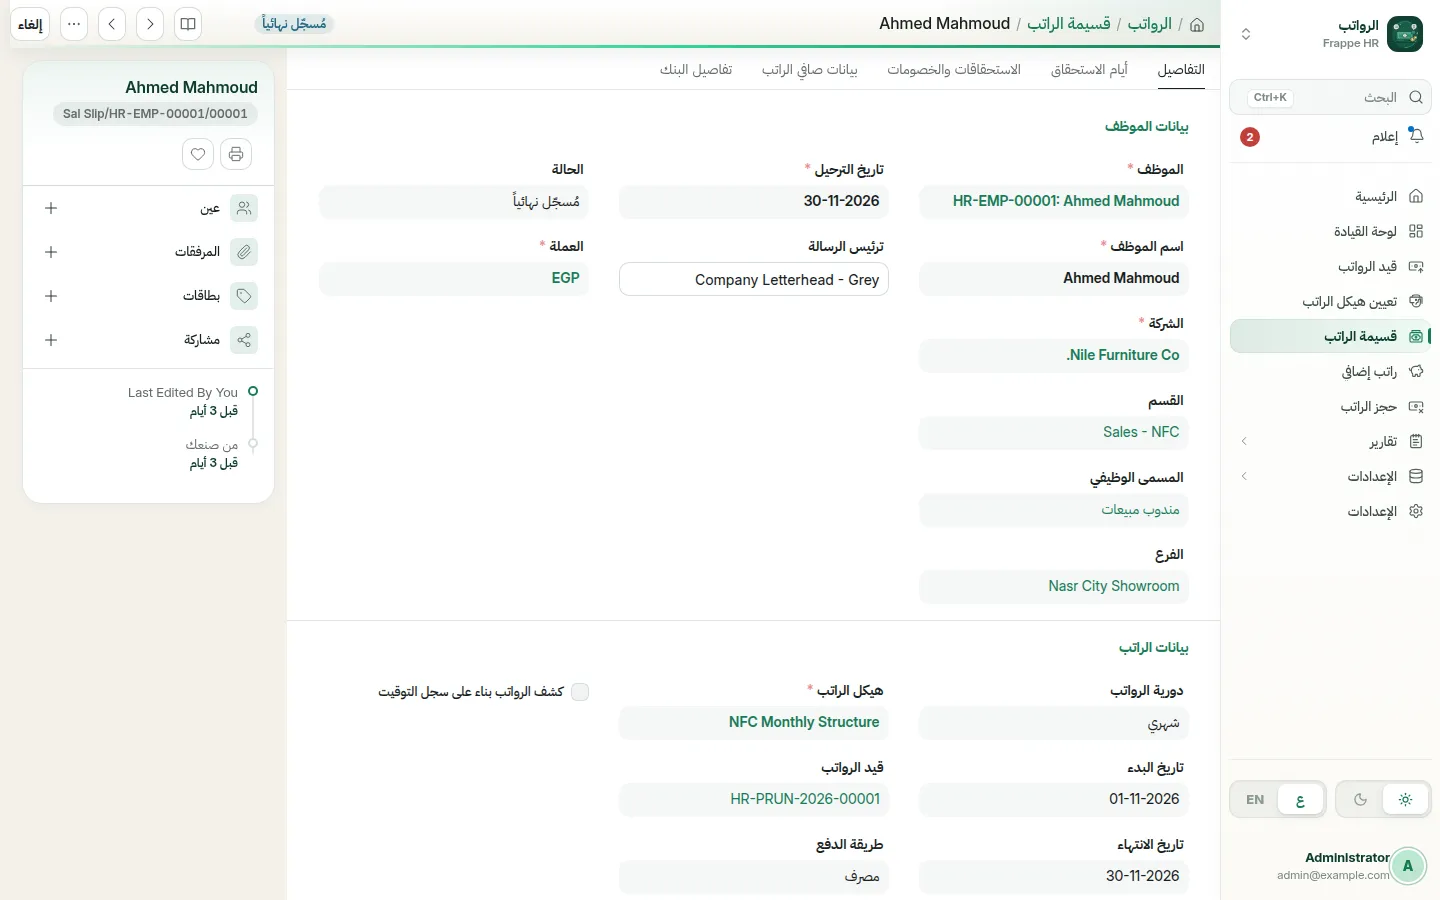 الرواتب
Frappe HR
البحث
Ctrl+K
إعلام
2
الرئيسية
لوحة القيادة
قيد الرواتب
تعيين هيكل الراتب
قسيمة الراتب
راتب إضافي
حجز الراتب
تقارير
الإعدادات
الإعدادات
ع
EN
Administrator
admin@example.com
A
الرواتب / قسيمة الراتب / Ahmed Mahmoud
مُسجّل نهائياً
إلغاء
التفاصيل
أيام الاستحقاق
الاستحقاقات والخصومات
بيانات صافي الراتب
تفاصيل البنك
بيانات الموظف
الموظف *
HR-EMP-00001: Ahmed Mahmoud
تاريخ الترحيل *
30-11-2026
الحالة
مُسجّل نهائياً
اسم الموظف *
Ahmed Mahmoud
ترئيس الرسالة
Company Letterhead - Grey
العملة *
EGP
الشركة *
Nile Furniture Co.
القسم
Sales - NFC
المسمى الوظيفي
مندوب مبيعات
الفرع
Nasr City Showroom
بيانات الراتب
دورية الرواتب
شهري
هيكل الراتب *
NFC Monthly Structure
كشف الرواتب بناء على سجل التوقيت
تاريخ البدء
01-11-2026
قيد الرواتب
HR-PRUN-2026-00001
تاريخ الانتهاء
30-11-2026
طريقة الدفع
مصرف
Ahmed Mahmoud
Sal Slip/HR-EMP-00001/00001
عين
المرفقات
بطاقات
مشاركة
Last Edited By You
قبل 3 أيام
من صنعك
قبل 3 أيام